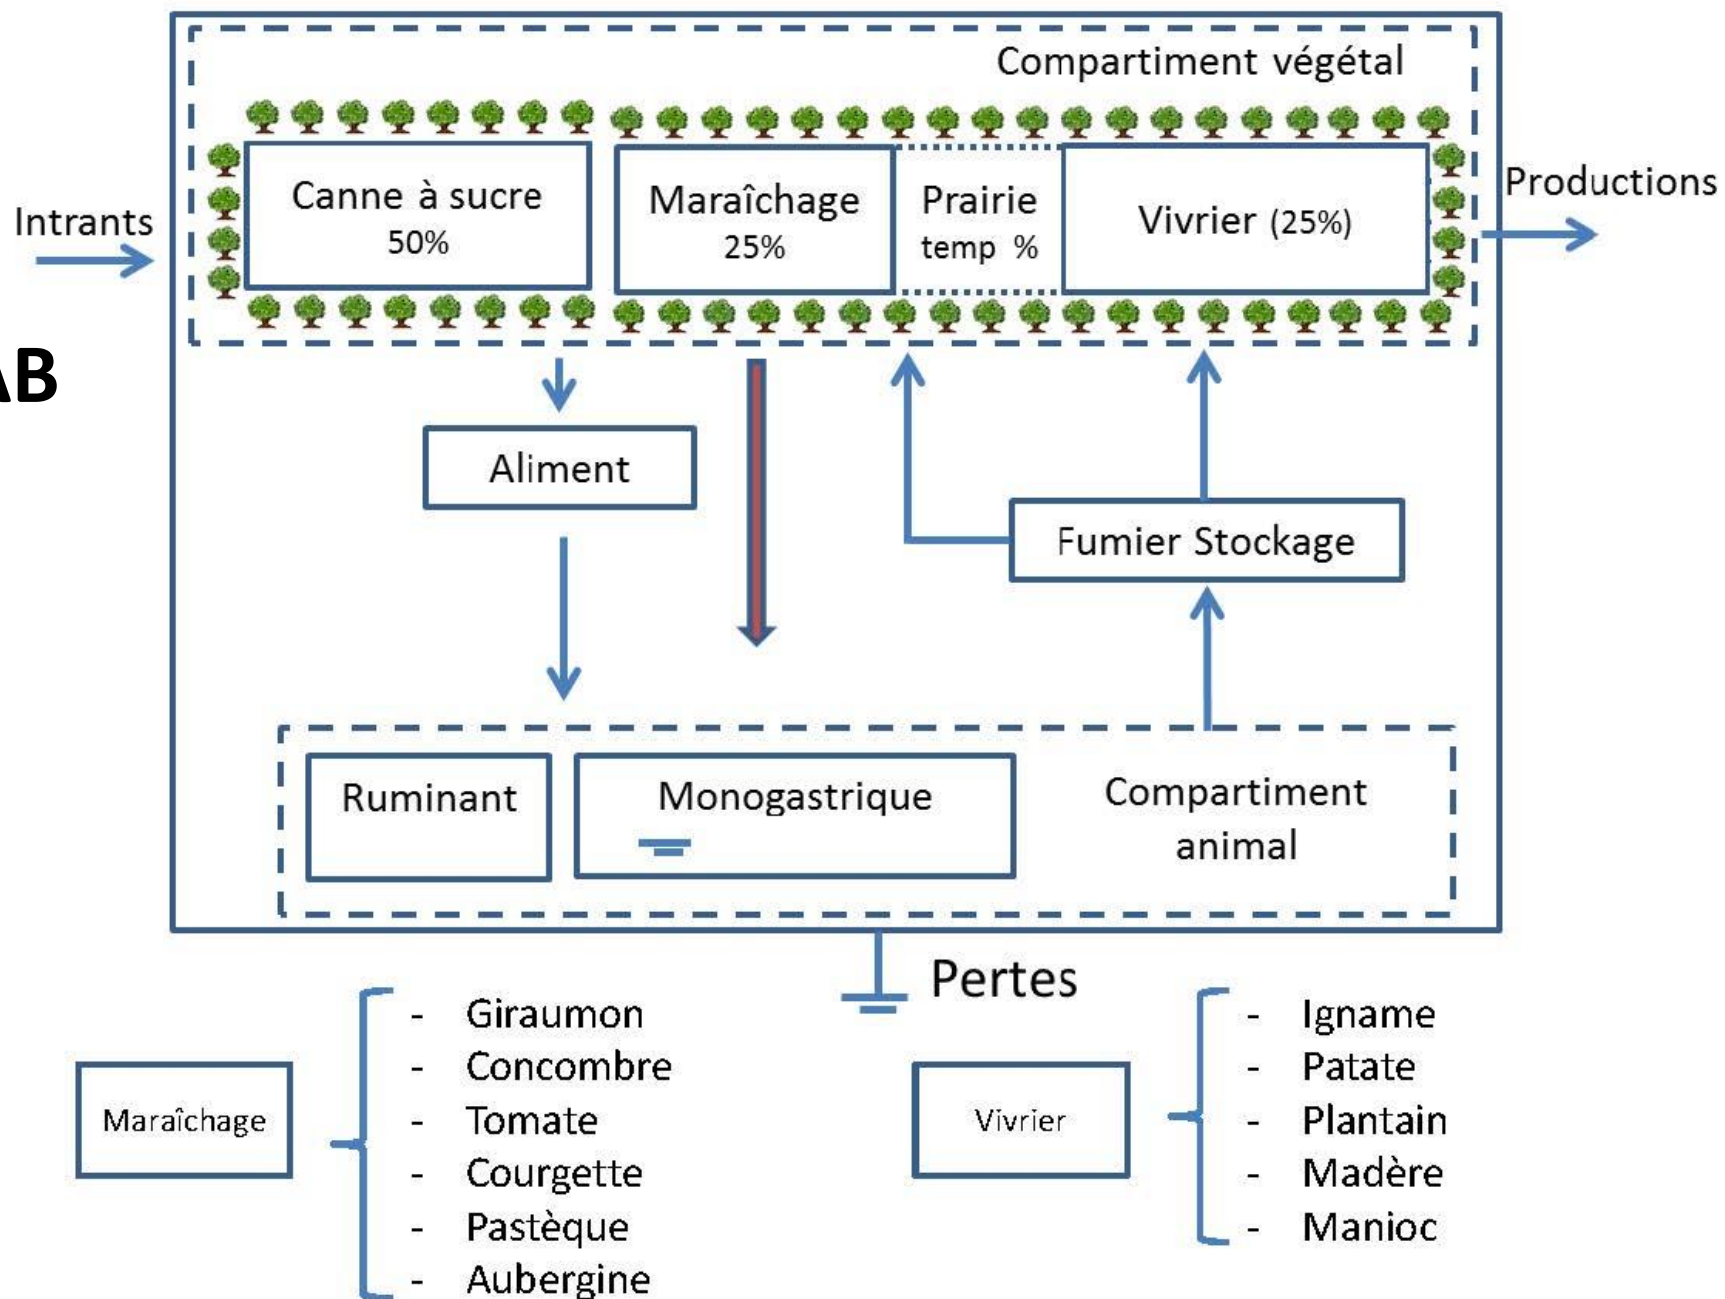 Compartiment végétal
Intrants
Canne à sucre
50%
Maraîchage
25%
Prairie
temp %
Vivrier (25%)
Productions
AB
Aliment
Fumier Stockage
Ruminant
Monogastrique
Compartiment
animal
Pertes
Maraîchage
- Giraumon
- Concombre
- Tomate
- Courgette
- Pastèque
- Aubergine
Vivrier
- Igname
- Patate
- Plantain
- Madère
- Manioc